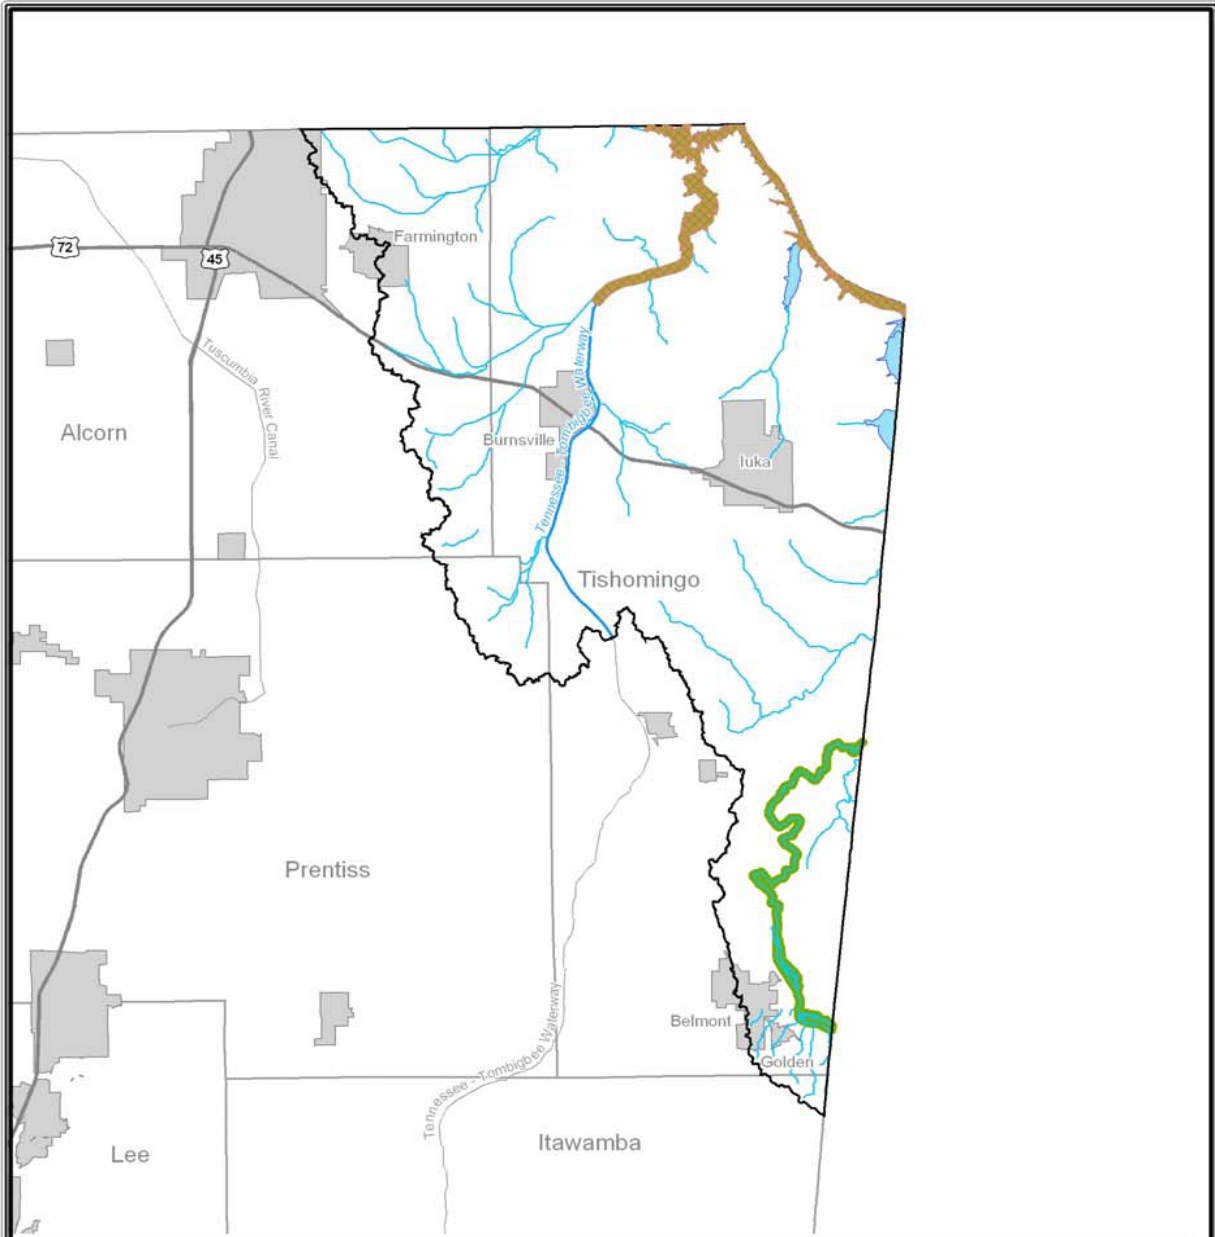 Farmington
72
45
Tuscumbia River Canal
Tennessee - Tombigbee Waterway
Alcorn
Burnsville
Iuka
Tishomingo
Prentiss
Belmont
Golden
Tennessee - Tombigbee Waterway
Itawamba
Lee